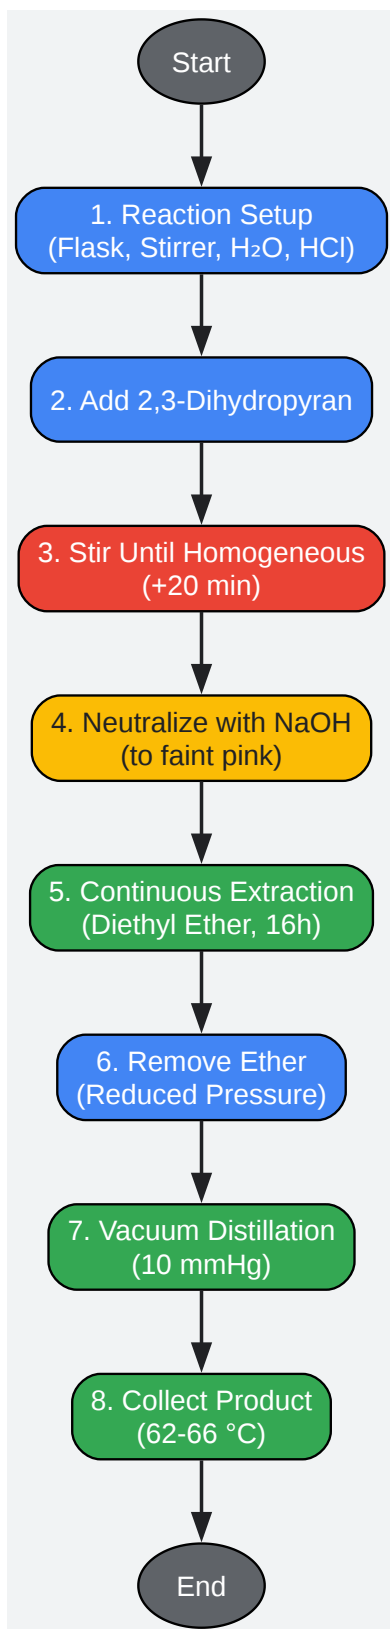 Start
1. Reaction Setup
(Flask, Stirrer, H₂O, HCl)
2. Add 2,3-Dihydropyran
3. Stir Until Homogeneous
(+20 min)
4. Neutralize with NaOH
(to faint pink)
5. Continuous Extraction
(Diethyl Ether, 16h)
6. Remove Ether
(Reduced Pressure)
7. Vacuum Distillation
(10 mmHg)
8. Collect Product
(62-66 °C)
End